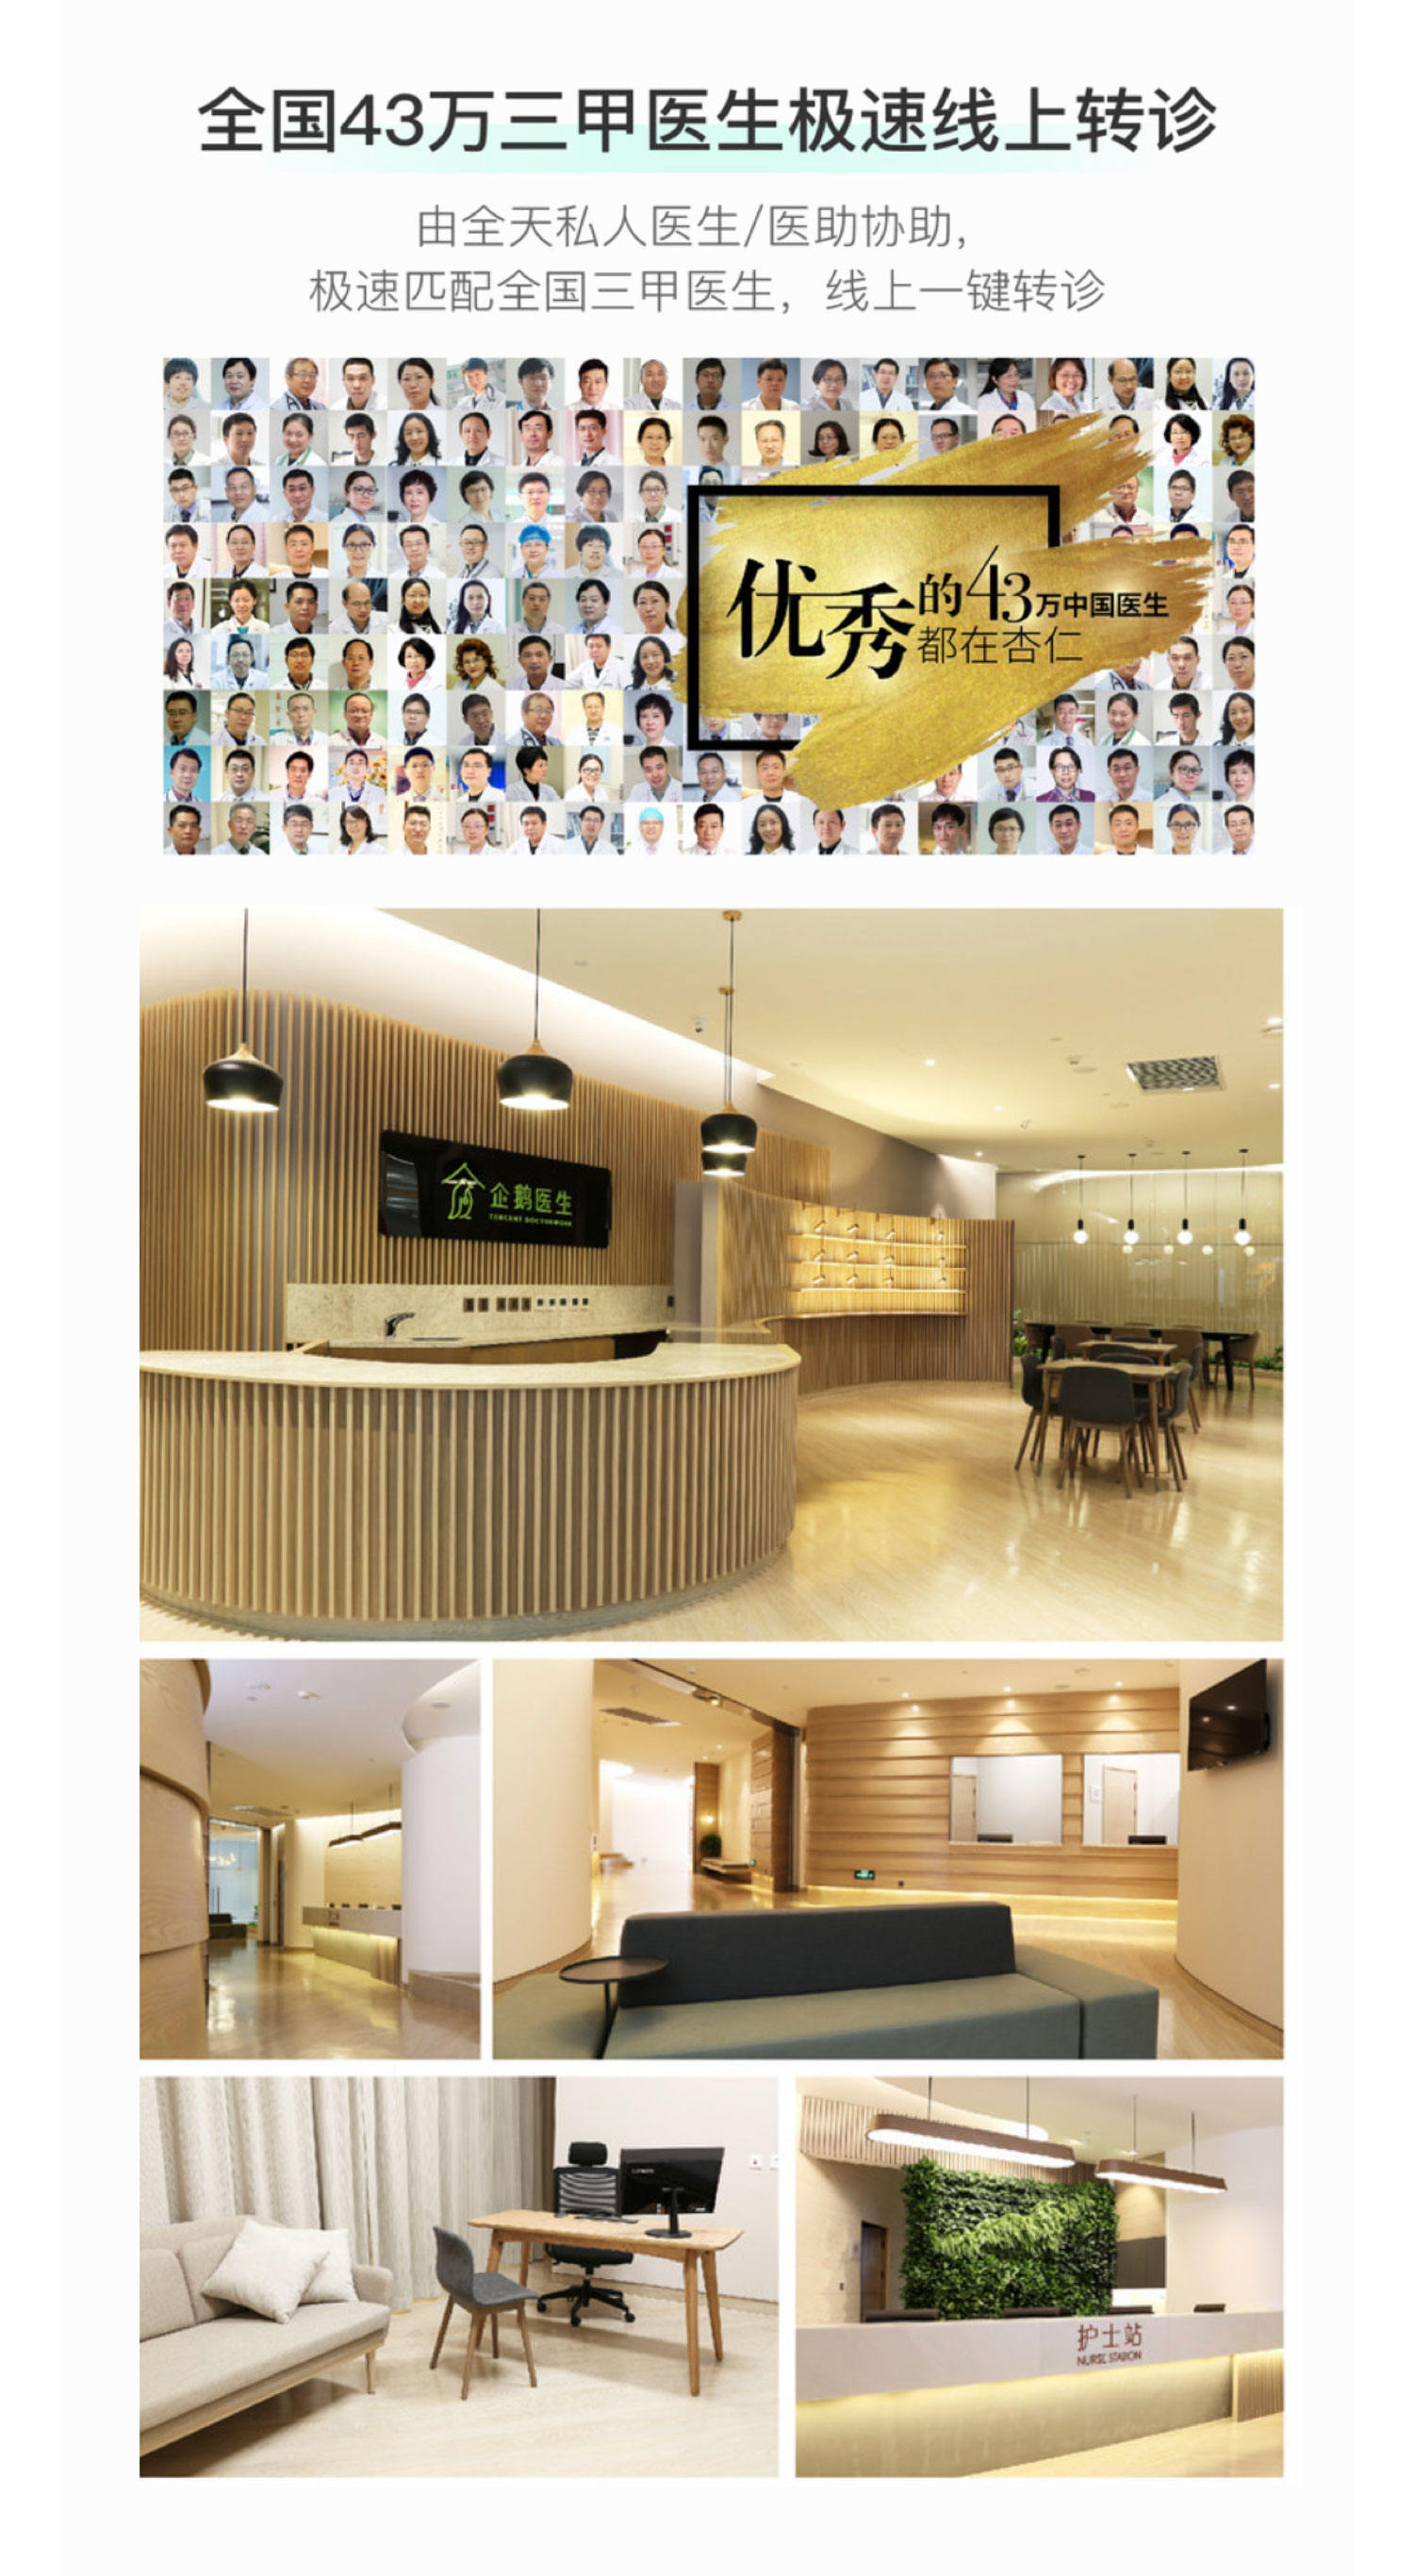 全国43万三甲医生极速线上转诊
由全天私人医生/医助协助，
极速匹配全国三甲医生，线上一键转诊
优秀的43万中国医生
都在杏仁
企鹅医生
TENCENT DOCTORWORK
护士站
NURSE STATION